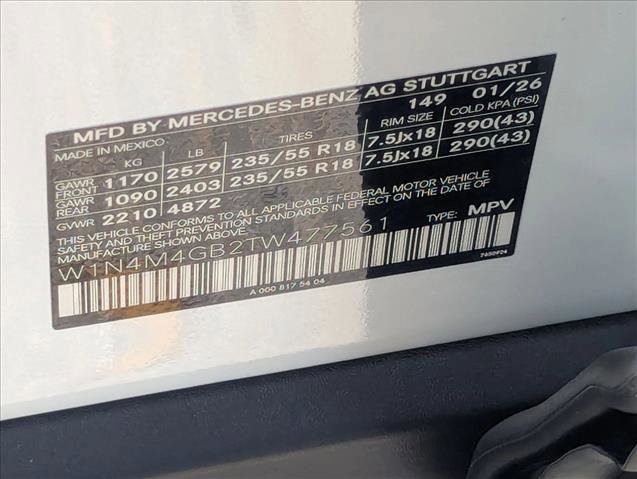 MFD BY MERCEDES-BENZ AG STUTTGART
MADE IN MEXICO 149 01/26
KG LB TIRES RIM SIZE COLD KPA (PSI)
GAWR FRONT 1170 2579 235/55 R18 7.5Jx18 290(43)
GAWR REAR 1090 2403 235/55 R18 7.5Jx18 290(43)
GVWR 2210 4872
THIS VEHICLE CONFORMS TO ALL APPLICABLE FEDERAL MOTOR VEHICLE
SAFETY STANDARDS IN EFFECT ON THE DATE OF MANUFACTURE SHOWN ABOVE.
W1N4M4GB2TW477561 TYPE: MPV
A 000 817 54 04